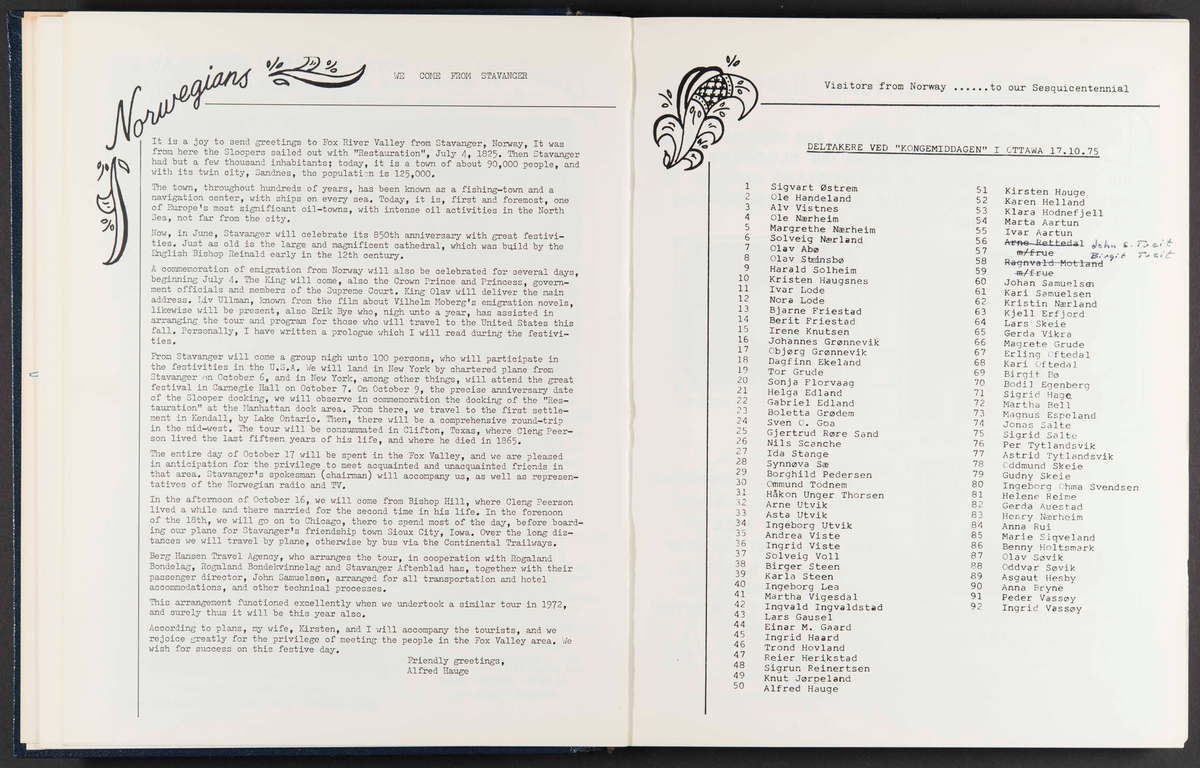 Norwegians
WE COME FROM STAVANGER
It is a joy to send greetings to Fox River Valley from Stavanger, Norway, It was
from here the Sloopers sailed out with "Restauration", July 4, 1825. Then Stavanger
had but a few thousand inhabitants; today, it is a town of about 90,000 people, and
with its twin city, Sandnes, the population is 125,000.
The town, throughout hundreds of years, has been known as a fishing-town and a
navigation center, with ships on every sea. Today, it is, first and foremost, one
of Europe's most significant oil-towns, with intense oil activities in the North
Sea, not far from the city.
Now, in June, Stavanger will celebrate its 850th anniversary with great festivi-
ties. Just as old is the large and magnificent cathedral, which was build by the
English Bishop Reinald early in the 12th century.
A commemoration of emigration from Norway will also be celebrated for several days,
beginning July 4. The King will come, also the Crown Prince and Princess, govern-
ment officials and members of the Supreme Court. King Olav will deliver the main
address. Liv Ullman, known from the film about Vilhelm Moberg's emigration novels,
likewise will be present, also Erik Bye who, nigh unto a year, has assisted in
arranging the tour and program for those who will travel to the United States this
fall. Personally, I have written a prologue which I will read during the festivi-
ties.
From Stavanger will come a group nigh unto 100 persons, who will participate in
the festivities in the U.S.A. We will land in New York by chartered plane from
Stavanger on October 6, and in New York, among other things, will attend the great
festival in Carnegie Hall on October 7. On October 9, the precise anniversary date
of the Slooper docking, we will observe in commemoration the docking of the "Res-
tauration" at the Manhattan dock area. From there, we travel to the first settle-
ment in Kendall, by Lake Ontario. Then, there will be a comprehensive round-trip
in the mid-west. The tour will be consummated in Clifton, Texas, where Cleng Peer-
son lived the last fifteen years of his life, and where he died in 1865.
The entire day of October 17 will be spent in the Fox Valley, and we are pleased
in anticipation for the privilege to meet acquainted and unacquainted friends in
that area. Stavanger's spokesman (chairman) will accompany us, as well as represen-
tatives of the Norwegian radio and TV.
In the afternoon of October 16, we will come from Bishop Hill, where Cleng Peerson
lived a while and there married for the second time in his life. In the forenoon
of the 18th, we will go on to Chicago, there to spend most of the day, before board-
ing our plane for Stavanger's friendship town Sioux City, Iowa. Over the long dis-
tances we will travel by plane, otherwise by bus via the Continental Trailways.
Berg Hansen Travel Agency, who arranges the tour, in cooperation with Rogaland
Bondelag, Rogaland Bondekvinnelag and Stavanger Aftenblad has, together with their
passenger director, John Samuelsen, arranged for all transportation and hotel
accommodations, and other technical processes.
This arrangement functioned excellently when we undertook a similar tour in 1972,
and surely thus it will be this year also.
According to plans, my wife, Kirsten, and I will accompany the tourists, and we
rejoice greatly for the privilege of meeting the people in the Fox Valley area. We
wish for success on this festive day.
Friendly greetings,
Alfred Hauge
Visitors from Norway ......to our Sesquicentennial
DELTAKERE VED "KONGEMIDDAGEN" I OTTAWA 17.10.75
1 Sigvart Østrem
2 Ole Handeland
3 Alv Vistnes
4 Ole Nærheim
5 Margrethe Nærheim
6 Solveig Nærland
7 Olav Abø
8 Olav Stensbø
9 Harald Solheim
10 Kristen Haugsnes
11 Ivar Lode
12 Nora Lode
13 Bjarne Friestad
14 Berit Friestad
15 Irene Knutsen
16 Johannes Grønnevik
17 Objørg Grønnevik
18 Dagfinn Ekeland
19 Tor Grude
20 Sonja Florvaag
21 Helga Edland
22 Gabriel Edland
23 Boletta Grødem
24 Sven O. Goa
25 Gjertrud Røre Sand
26 Nils Scanche
27 Ida Stange
28 Synnøva Sæ
29 Borghild Pedersen
30 Ommund Todnem
31 Håkon Unger Thorsen
32 Arne Utvik
33 Asta Utvik
34 Ingeborg Utvik
35 Andrea Viste
36 Ingrid Viste
37 Solveig Voll
38 Birger Steen
39 Karla Steen
40 Ingeborg Lea
41 Martha Vigesdal
42 Ingvald Ingvaldstad
43 Lars Gausel
44 Einar M. Gaard
45 Ingrid Haard
46 Trond Hovland
47 Reier Herikstad
48 Sigrun Reinertsen
49 Knut Jørpeland
50 Alfred Hauge
51 Kirsten Hauge
52 Karen Helland
53 Klara Hodnefjell
54 Marta Aartun
55 Ivar Aartun
56 Arne Rettedal John E. Tveit
57 m/frue Birgit Tveit
58 Ragnvald Motland
59 m/frue
60 Johan Samuelsen
61 Kari Samuelsen
62 Kristin Nærland
63 Kjell Erfjord
64 Lars Skeie
65 Gerda Vikra
66 Magrete Grude
67 Erling Oftedal
68 Kari Oftedal
69 Birgit Bø
70 Bodil Egenberg
71 Sigrid Hage
72 Martha Bell
73 Magnus Espeland
74 Jonas Salte
75 Sigrid Salte
76 Per Tytlandsvik
77 Astrid Tytlandsvik
78 Oddmund Skeie
79 Gudny Skeie
80 Ingeborg Ohma Svendsen
81 Helene Reime
82 Gerda Auestad
83 Henry Nærheim
84 Anna Rui
85 Marie Sigveland
86 Benny Holtsmark
87 Olav Søvik
88 Oddvar Søvik
89 Asgaut Hesby
90 Anna Bryne
91 Peder Vassøy
92 Ingrid Vassøy